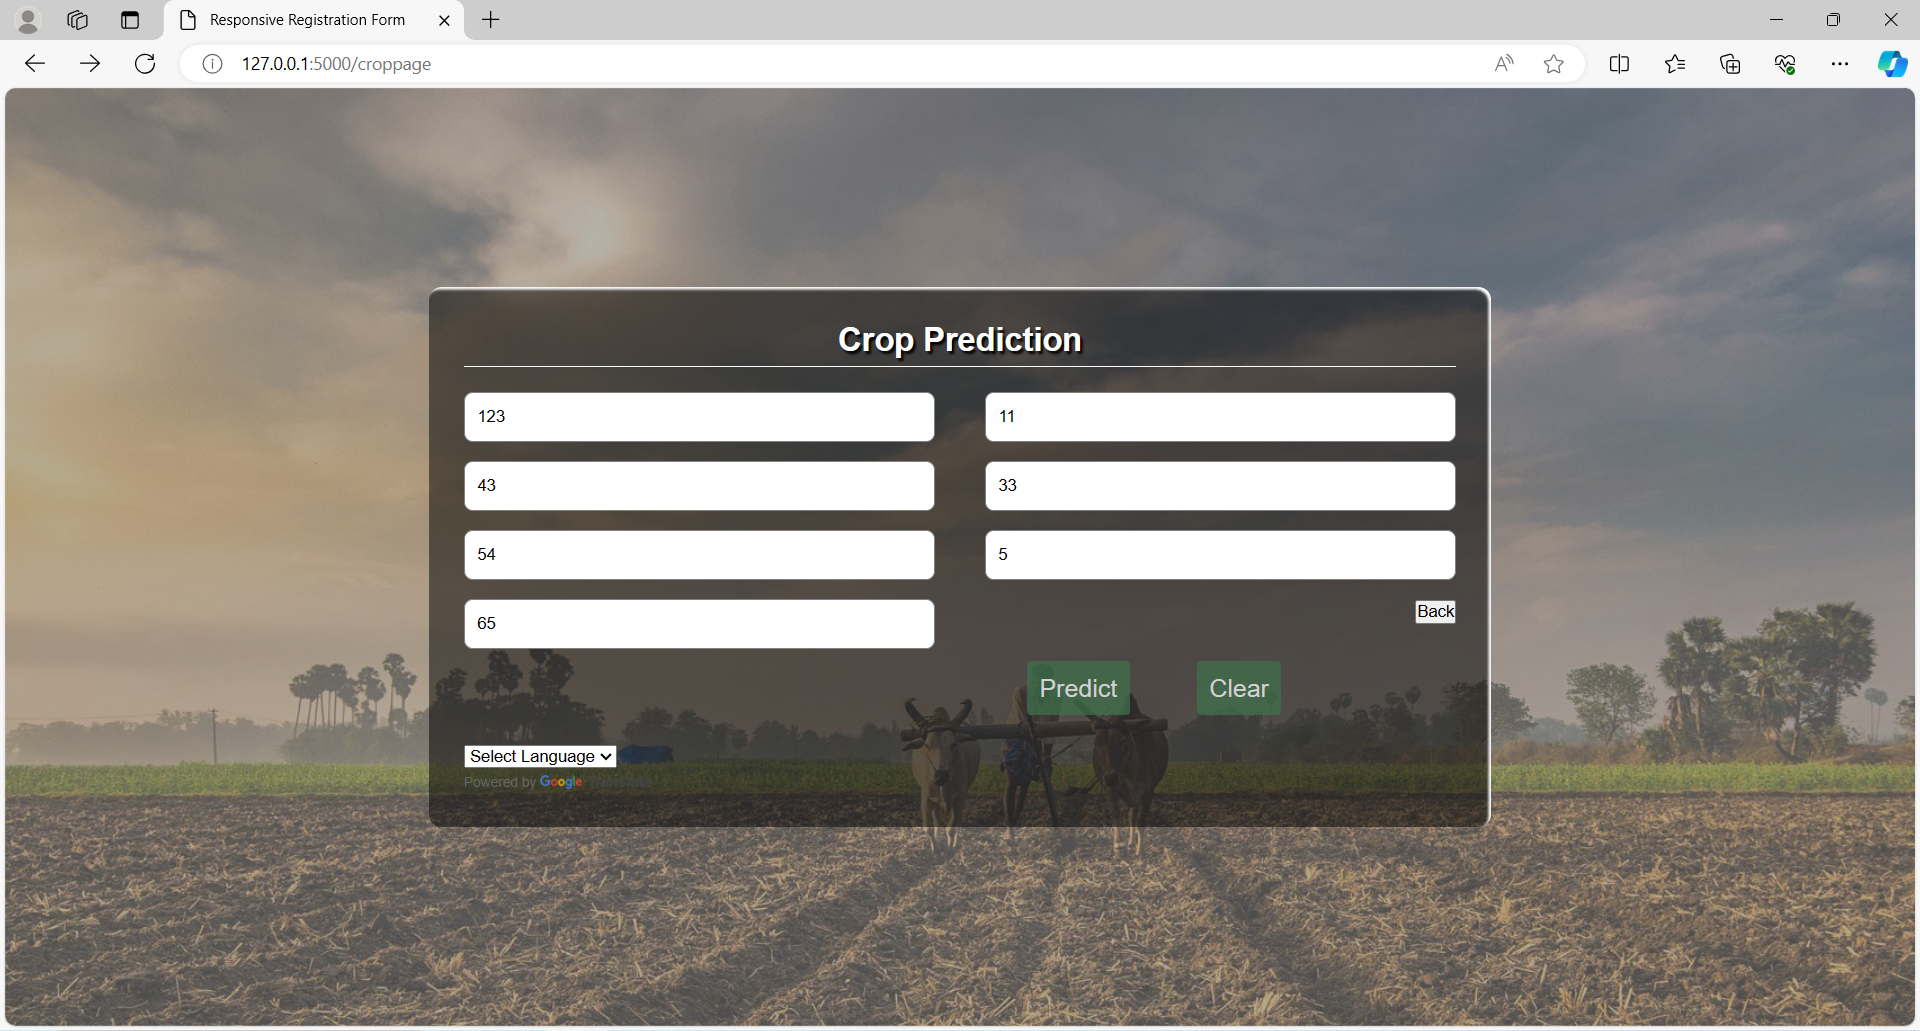 Responsive Registration Form
127.0.0.1:5000/croppage
Crop Prediction
123
11
43
33
54
5
65
Back
Predict
Clear
Select Language
Powered by Google